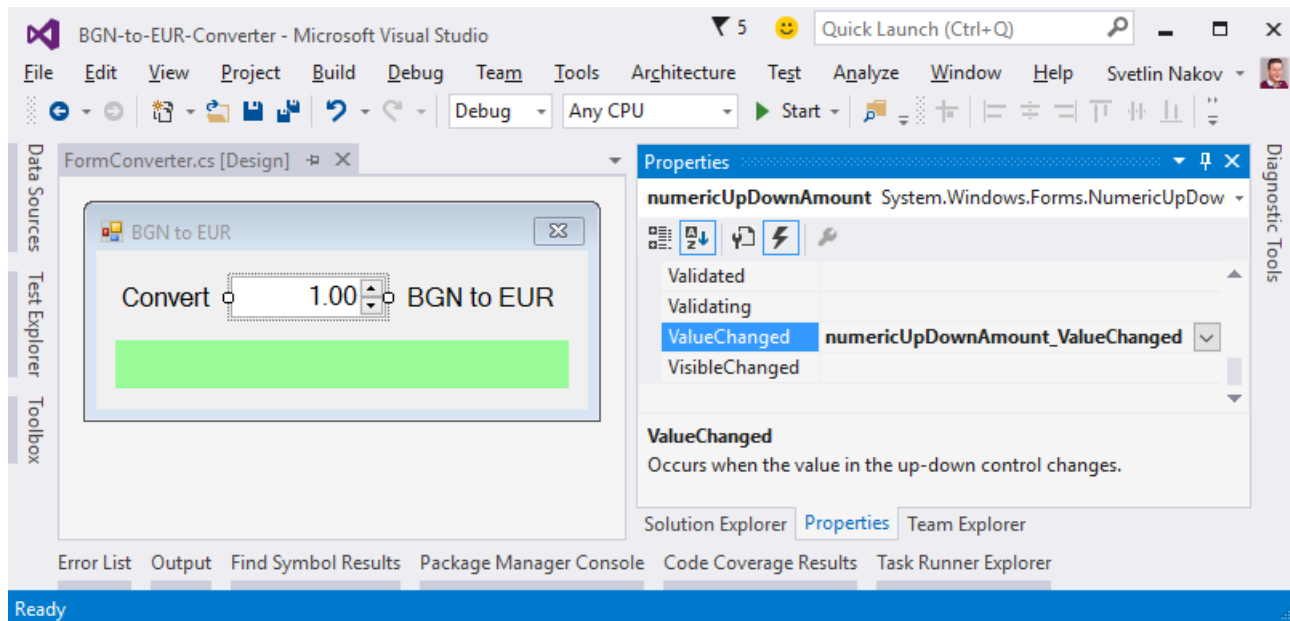 BGN-to-EUR-Converter - Microsoft Visual Studio 5 Quick Launch (Ctrl+Q)
File Edit View Project Build Debug Team Tools Architecture Test Analyze Window Help Svetlin Nakov
Debug Any CPU Start
Data Sources
Test Explorer
Toolbox
FormConverter.cs [Design]
BGN to EUR
Convert 1.00 BGN to EUR
Properties
numericUpDownAmount System.Windows.Forms.NumericUpDow
Validated
Validating
ValueChanged numericUpDownAmount_ValueChanged
VisibleChanged
ValueChanged
Occurs when the value in the up-down control changes.
Solution Explorer Properties Team Explorer
Diagnostic Tools
Error List Output Find Symbol Results Package Manager Console Code Coverage Results Task Runner Explorer
Ready